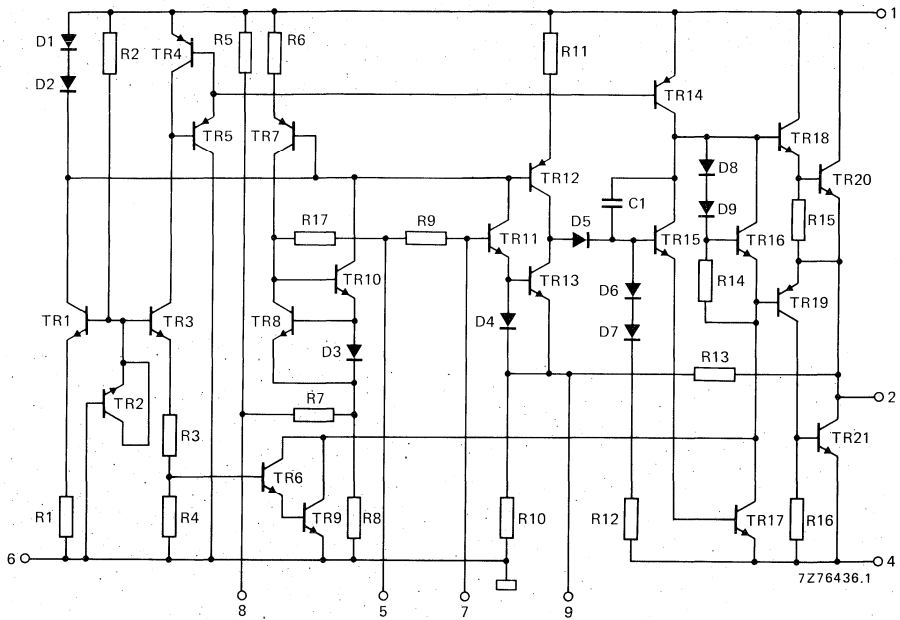 1
D1
R2
TR4
R5
R6
R11
D2
TR14
TR5
TR7
TR18
D8
TR12
TR20
C1
D9
R15
R17
R9
D5
TR11
TR15
TR16
TR10
TR13
R14
D6
TR19
TR1
TR3
TR8
D4
D7
D3
R13
TR2
2
R7
R3
TR21
TR6
R1
R4
TR9
R8
R10
R12
TR17
R16
6
4
7Z76436.1
8
5
7
9